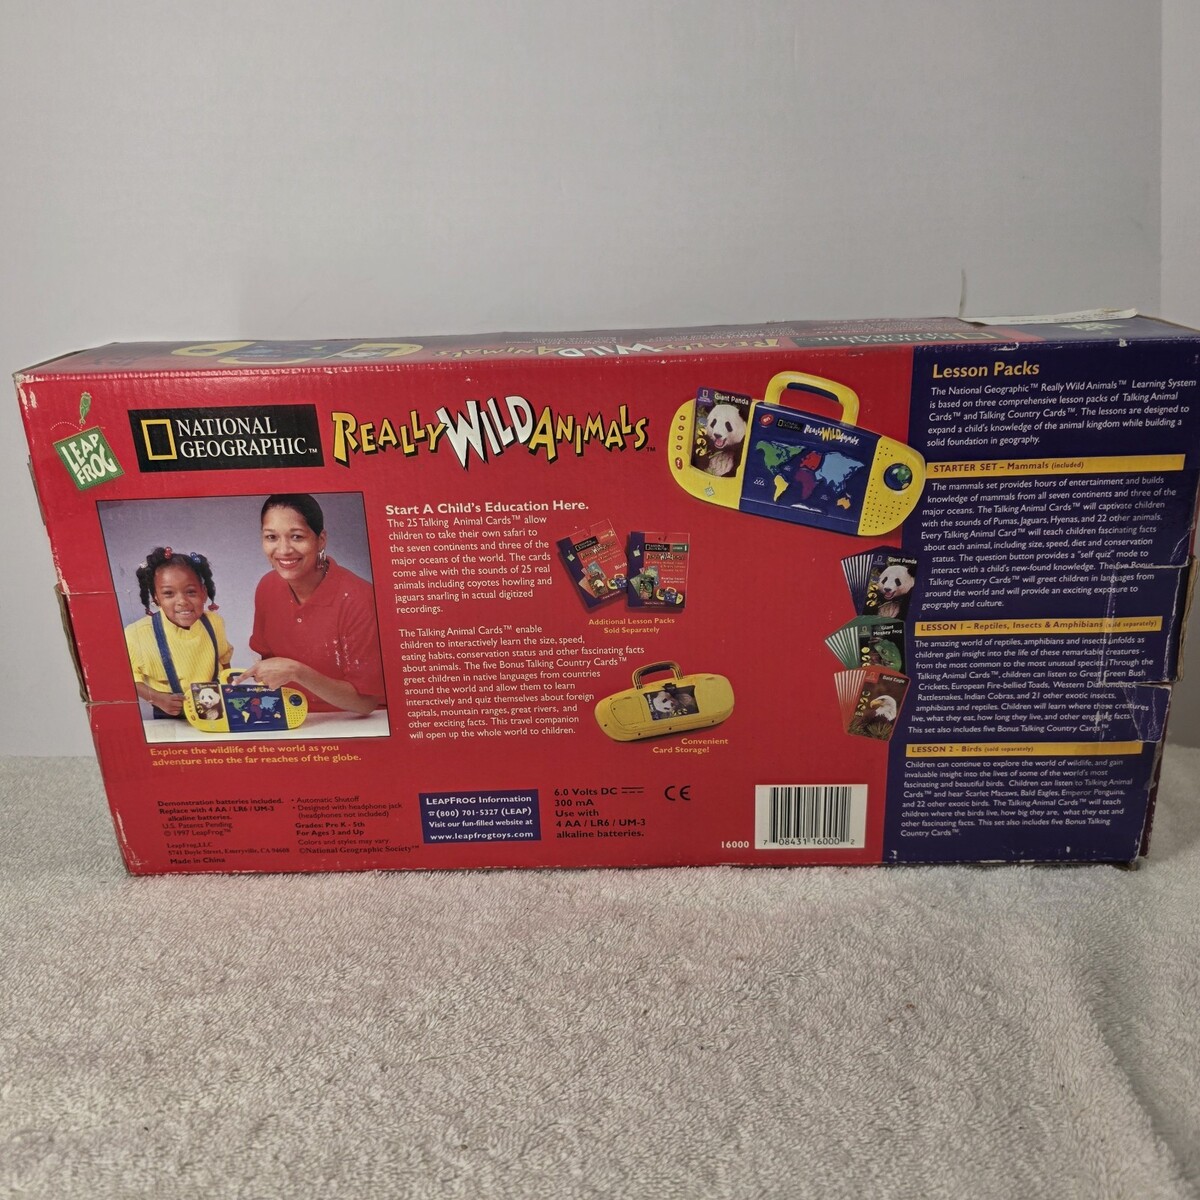 REALLY WILD ANIMALS
LEAP
FROG
NATIONAL
GEOGRAPHIC™
REALLY WILD ANIMALS™
Start A Child's Education Here.
The 25 Talking Animal Cards™ allow
children to take their own safari to
the seven continents and three of the
major oceans of the world. The cards
come alive with the sounds of 25 real
animals including coyotes howling and
jaguars snarling in actual digitized
recordings.
The Talking Animal Cards™ enable
children to interactively learn the size, speed,
eating habits, conservation status and other fascinating facts
about animals. The five Bonus Talking Country Cards™
greet children in native languages from countries
around the world and allow them to learn
interactively and quiz themselves about foreign
capitals, mountain ranges, great rivers, and
other exciting facts. This travel companion
will open up the whole world to children.
Explore the wildlife of the world as you
adventure into the far reaches of the globe.
Additional Lesson Packs
Sold Separately
Convenient
Card Storage!
Giant Panda
REALLY WILD ANIMALS
Giant Panda
Giant
Monkey Frog
Bald Eagle
Demonstration batteries included.
Replace with 4 AA / LR6 / UM-3
alkaline batteries.
U.S. Patents Pending
© 1997 LeapFrog™
LeapFrog,LLC
5741 Doyle Street, Emeryville, CA 94608
Made in China
• Automatic Shutoff
• Designed with headphone jack
(headphones not included)
Grades: Pre K - 5th
For Ages 3 and Up
Colors and styles may vary
©National Geographic Society™
LEAPFROG Information
☎(800) 701-5327 (LEAP)
Visit our fun-filled website at
www.leapfrogtoys.com
6.0 Volts DC
300 mA
Use with
4 AA / LR6 / UM-3
alkaline batteries.
CE
16000
7 08431 16000 2
Lesson Packs
The National Geographic™ Really Wild Animals™ Learning System
is based on three comprehensive lesson packs of Talking Animal
Cards™ and Talking Country Cards™. The lessons are designed to
expand a child's knowledge of the animal kingdom while building a
solid foundation in geography.
STARTER SET – Mammals (included)
The mammals set provides hours of entertainment and builds
knowledge of mammals from all seven continents and three of the
major oceans. The Talking Animal Cards™ will captivate children
with the sounds of Pumas, Jaguars, Hyenas, and 22 other animals.
Every Talking Animal Card™ will teach children fascinating facts
about each animal, including size, speed, diet and conservation
status. The question button provides a "self quiz" mode to
interact with a child's new-found knowledge. The five Bonus
Talking Country Cards™ will greet children in languages from
around the world and will provide an exciting exposure to
geography and culture.
LESSON 1 – Reptiles, Insects & Amphibians (sold separately)
The amazing world of reptiles, amphibians and insects unfolds as
children gain insight into the life of these remarkable creatures -
from the most common to the most unusual species. Through the
Talking Animal Cards™, children can listen to Great Green Bush
Crickets, European Fire-bellied Toads, Western Diamondback
Rattlesnakes, Indian Cobras, and 21 other exotic insects,
amphibians and reptiles. Children will learn where these creatures
live, what they eat, how long they live, and other engaging facts.
This set also includes five Bonus Talking Country Cards™.
LESSON 2 - Birds (sold separately)
Children can continue to explore the world of wildlife, and gain
invaluable insight into the lives of some of the world's most
fascinating and beautiful birds. Children can listen to Talking Animal
Cards™ and hear Scarlet Macaws, Bald Eagles, Emperor Penguins,
and 22 other exotic birds. The Talking Animal Cards™ will teach
children where the birds live, how big they are, what they eat and
other fascinating facts. This set also includes five Bonus Talking
Country Cards™.